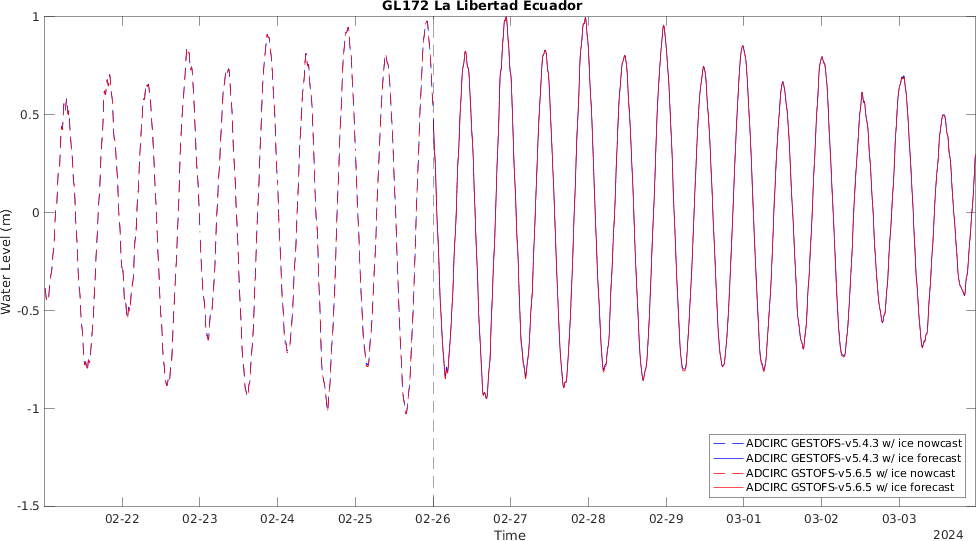 GL172 La Libertad Ecuador
1
0.5
0
-0.5
-1
-1.5
Water Level (m)
ADCIRC GESTOFS-v5.4.3 w/ ice nowcast
ADCIRC GESTOFS-v5.4.3 w/ ice forecast
ADCIRC GSTOFS-v5.6.5 w/ ice nowcast
ADCIRC GSTOFS-v5.6.5 w/ ice forecast
02-22 02-23 02-24 02-25 02-26 02-27 02-28 02-29 03-01 03-02 03-03
Time
2024